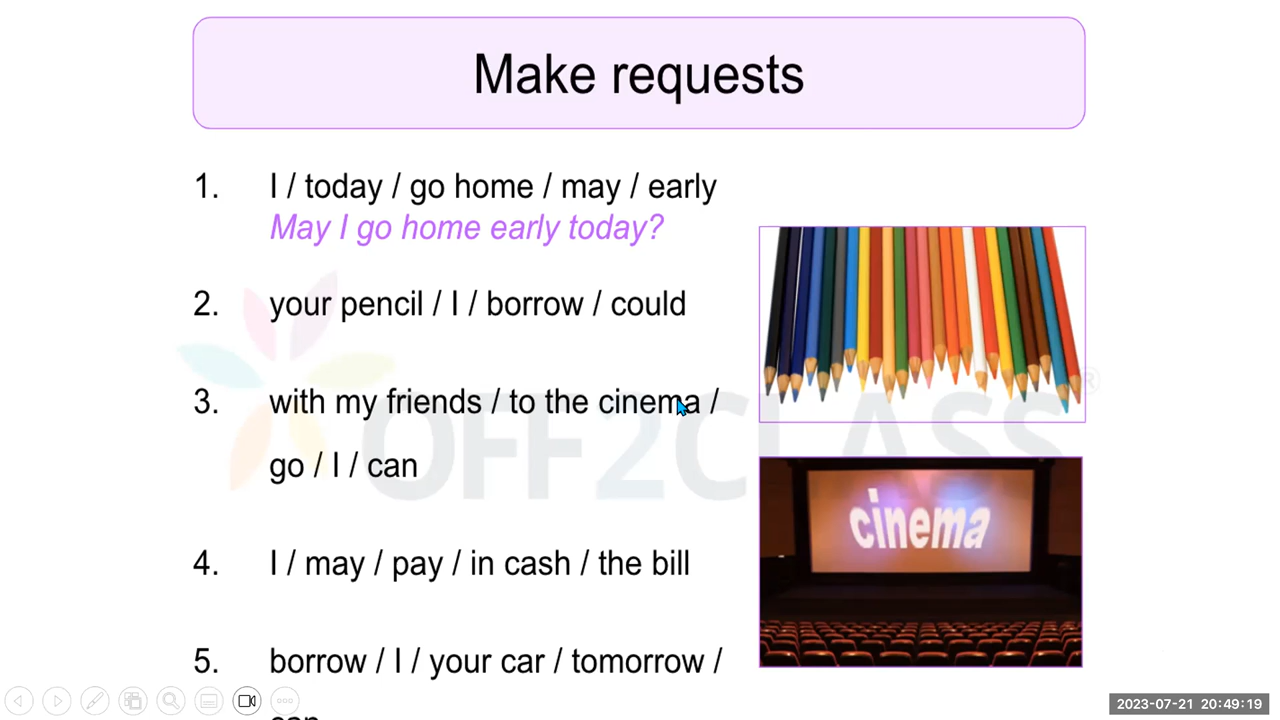 Make requests
1. I / today / go home / may / early
May I go home early today?
2. your pencil / I / borrow / could
3. with my friends / to the cinema /
go / I / can
4. I / may / pay / in cash / the bill
5. borrow / I / your car / tomorrow /
can
OFF2CLASS®
cinema
2023-07-21 20:49:19